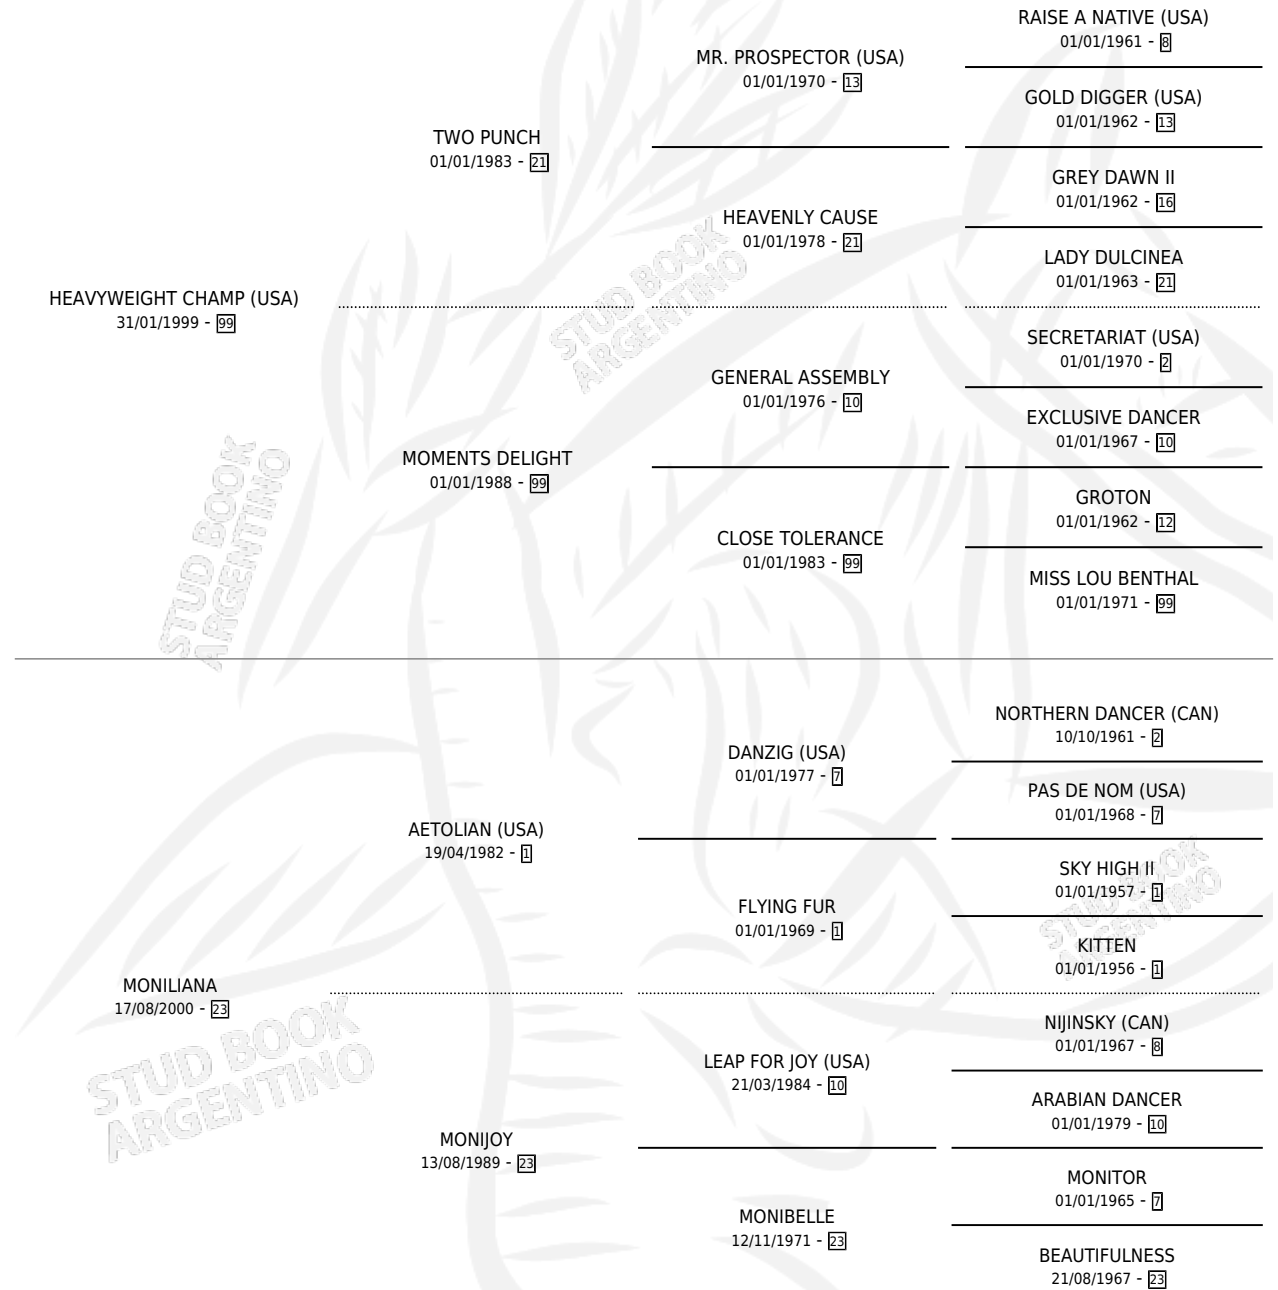 RAISE A NATIVE (USA)
01/01/1961 - 8
MR. PROSPECTOR (USA)
01/01/1970 - 13
GOLD DIGGER (USA)
01/01/1962 - 13
TWO PUNCH
01/01/1983 - 21
GREY DAWN II
01/01/1962 - 16
HEAVENLY CAUSE
01/01/1978 - 21
LADY DULCINEA
01/01/1963 - 21
HEAVYWEIGHT CHAMP (USA)
31/01/1999 - 99
SECRETARIAT (USA)
01/01/1970 - 2
GENERAL ASSEMBLY
01/01/1976 - 10
EXCLUSIVE DANCER
01/01/1967 - 10
MOMENTS DELIGHT
01/01/1988 - 99
GROTON
01/01/1962 - 12
CLOSE TOLERANCE
01/01/1983 - 99
MISS LOU BENTHAL
01/01/1971 - 99
STUD BOOK
ARGENTINO
STUD BOOK
ARGENTINO
NORTHERN DANCER (CAN)
10/10/1961 - 2
DANZIG (USA)
01/01/1977 - 7
PAS DE NOM (USA)
01/01/1968 - 7
AETOLIAN (USA)
19/04/1982 - 1
SKY HIGH II
01/01/1957 - 1
FLYING FUR
01/01/1969 - 1
KITTEN
01/01/1956 - 1
MONILIANA
17/08/2000 - 23
NIJINSKY (CAN)
01/01/1967 - 8
LEAP FOR JOY (USA)
21/03/1984 - 10
ARABIAN DANCER
01/01/1979 - 10
MONIJOY
13/08/1989 - 23
MONITOR
01/01/1965 - 7
MONIBELLE
12/11/1971 - 23
BEAUTIFULNESS
21/08/1967 - 23
STUD BOOK
ARGENTINO
STUD BOOK
ARGENTINO